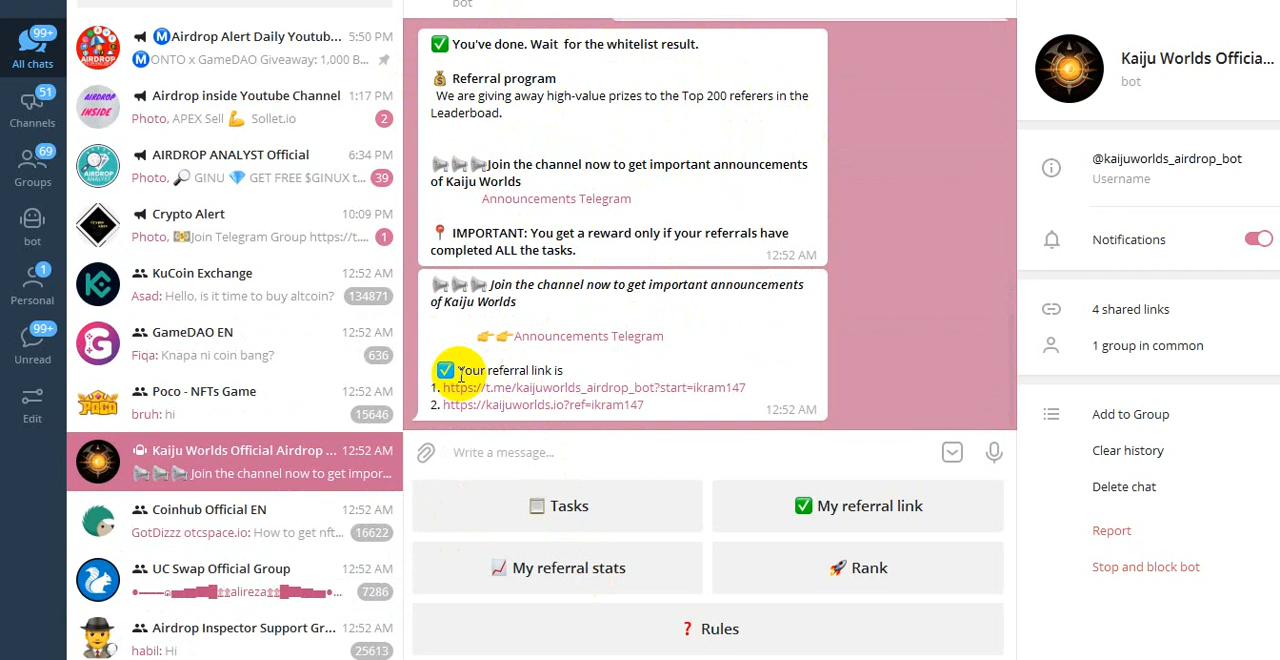 99+
All chats
51
Channels
69
Groups
bot
1
Personal
99+
Unread
Edit
Airdrop Alert Daily Youtub... 5:50 PM
ONTO x GameDAO Giveaway: 1,000 B...
Airdrop inside Youtube Channel 1:17 PM
Photo, APEX Sell 💪 Sollet.io 2
AIRDROP ANALYST Official 6:34 PM
Photo, 🔎 GINU 💎 GET FREE $GINUX t... 39
Crypto Alert 10:09 PM
Photo, Join Telegram Group https://t.... 1
KuCoin Exchange 12:52 AM
Asad: Hello, is it time to buy altcoin? 134871
GameDAO EN 12:52 AM
Fiqa: Knapa ni coin bang? 636
Poco - NFTs Game 12:52 AM
bruh: hi 15646
Kaiju Worlds Official Airdrop ... 12:52 AM
Join the channel now to get impor...
Coinhub Official EN 12:52 AM
GotDizzz otcspace.io: How to get nft... 16622
UC Swap Official Group 12:52 AM
alireza 7286
Airdrop Inspector Support Gr... 12:52 AM
habil: Hi 25613
bot
✅ You've done. Wait for the whitelist result.
💰 Referral program
We are giving away high-value prizes to the Top 200 referers in the
Leaderboad.
📢📢📢Join the channel now to get important announcements
of Kaiju Worlds
Announcements Telegram
📍 IMPORTANT: You get a reward only if your referrals have
completed ALL the tasks.
12:52 AM
📢📢📢 Join the channel now to get important announcements
of Kaiju Worlds
👉👉Announcements Telegram
☑️ Your referral link is
1. https://t.me/kaijuworlds_airdrop_bot?start=ikram147
2. https://kaijuworlds.io?ref=ikram147
12:52 AM
Write a message...
📋 Tasks
✅ My referral link
📈 My referral stats
🚀 Rank
❓ Rules
Kaiju Worlds Officia...
bot
@kaijuworlds_airdrop_bot
Username
Notifications
4 shared links
1 group in common
Add to Group
Clear history
Delete chat
Report
Stop and block bot